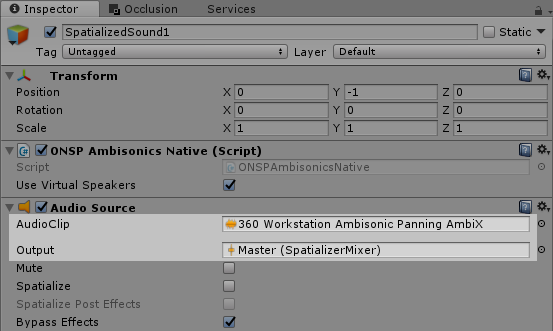 Inspector Occlusion Services
SpatializedSound1 Static
Tag Untagged Layer Default
Transform
Position X 0 Y -1 Z 0
Rotation X 0 Y 0 Z 0
Scale X 1 Y 1 Z 1
ONSP Ambisonics Native (Script)
Script ONSPAmbisonicsNative
Use Virtual Speakers
Audio Source
AudioClip 360 Workstation Ambisonic Panning AmbiX
Output Master (SpatializerMixer)
Mute
Spatialize
Spatialize Post Effects
Bypass Effects